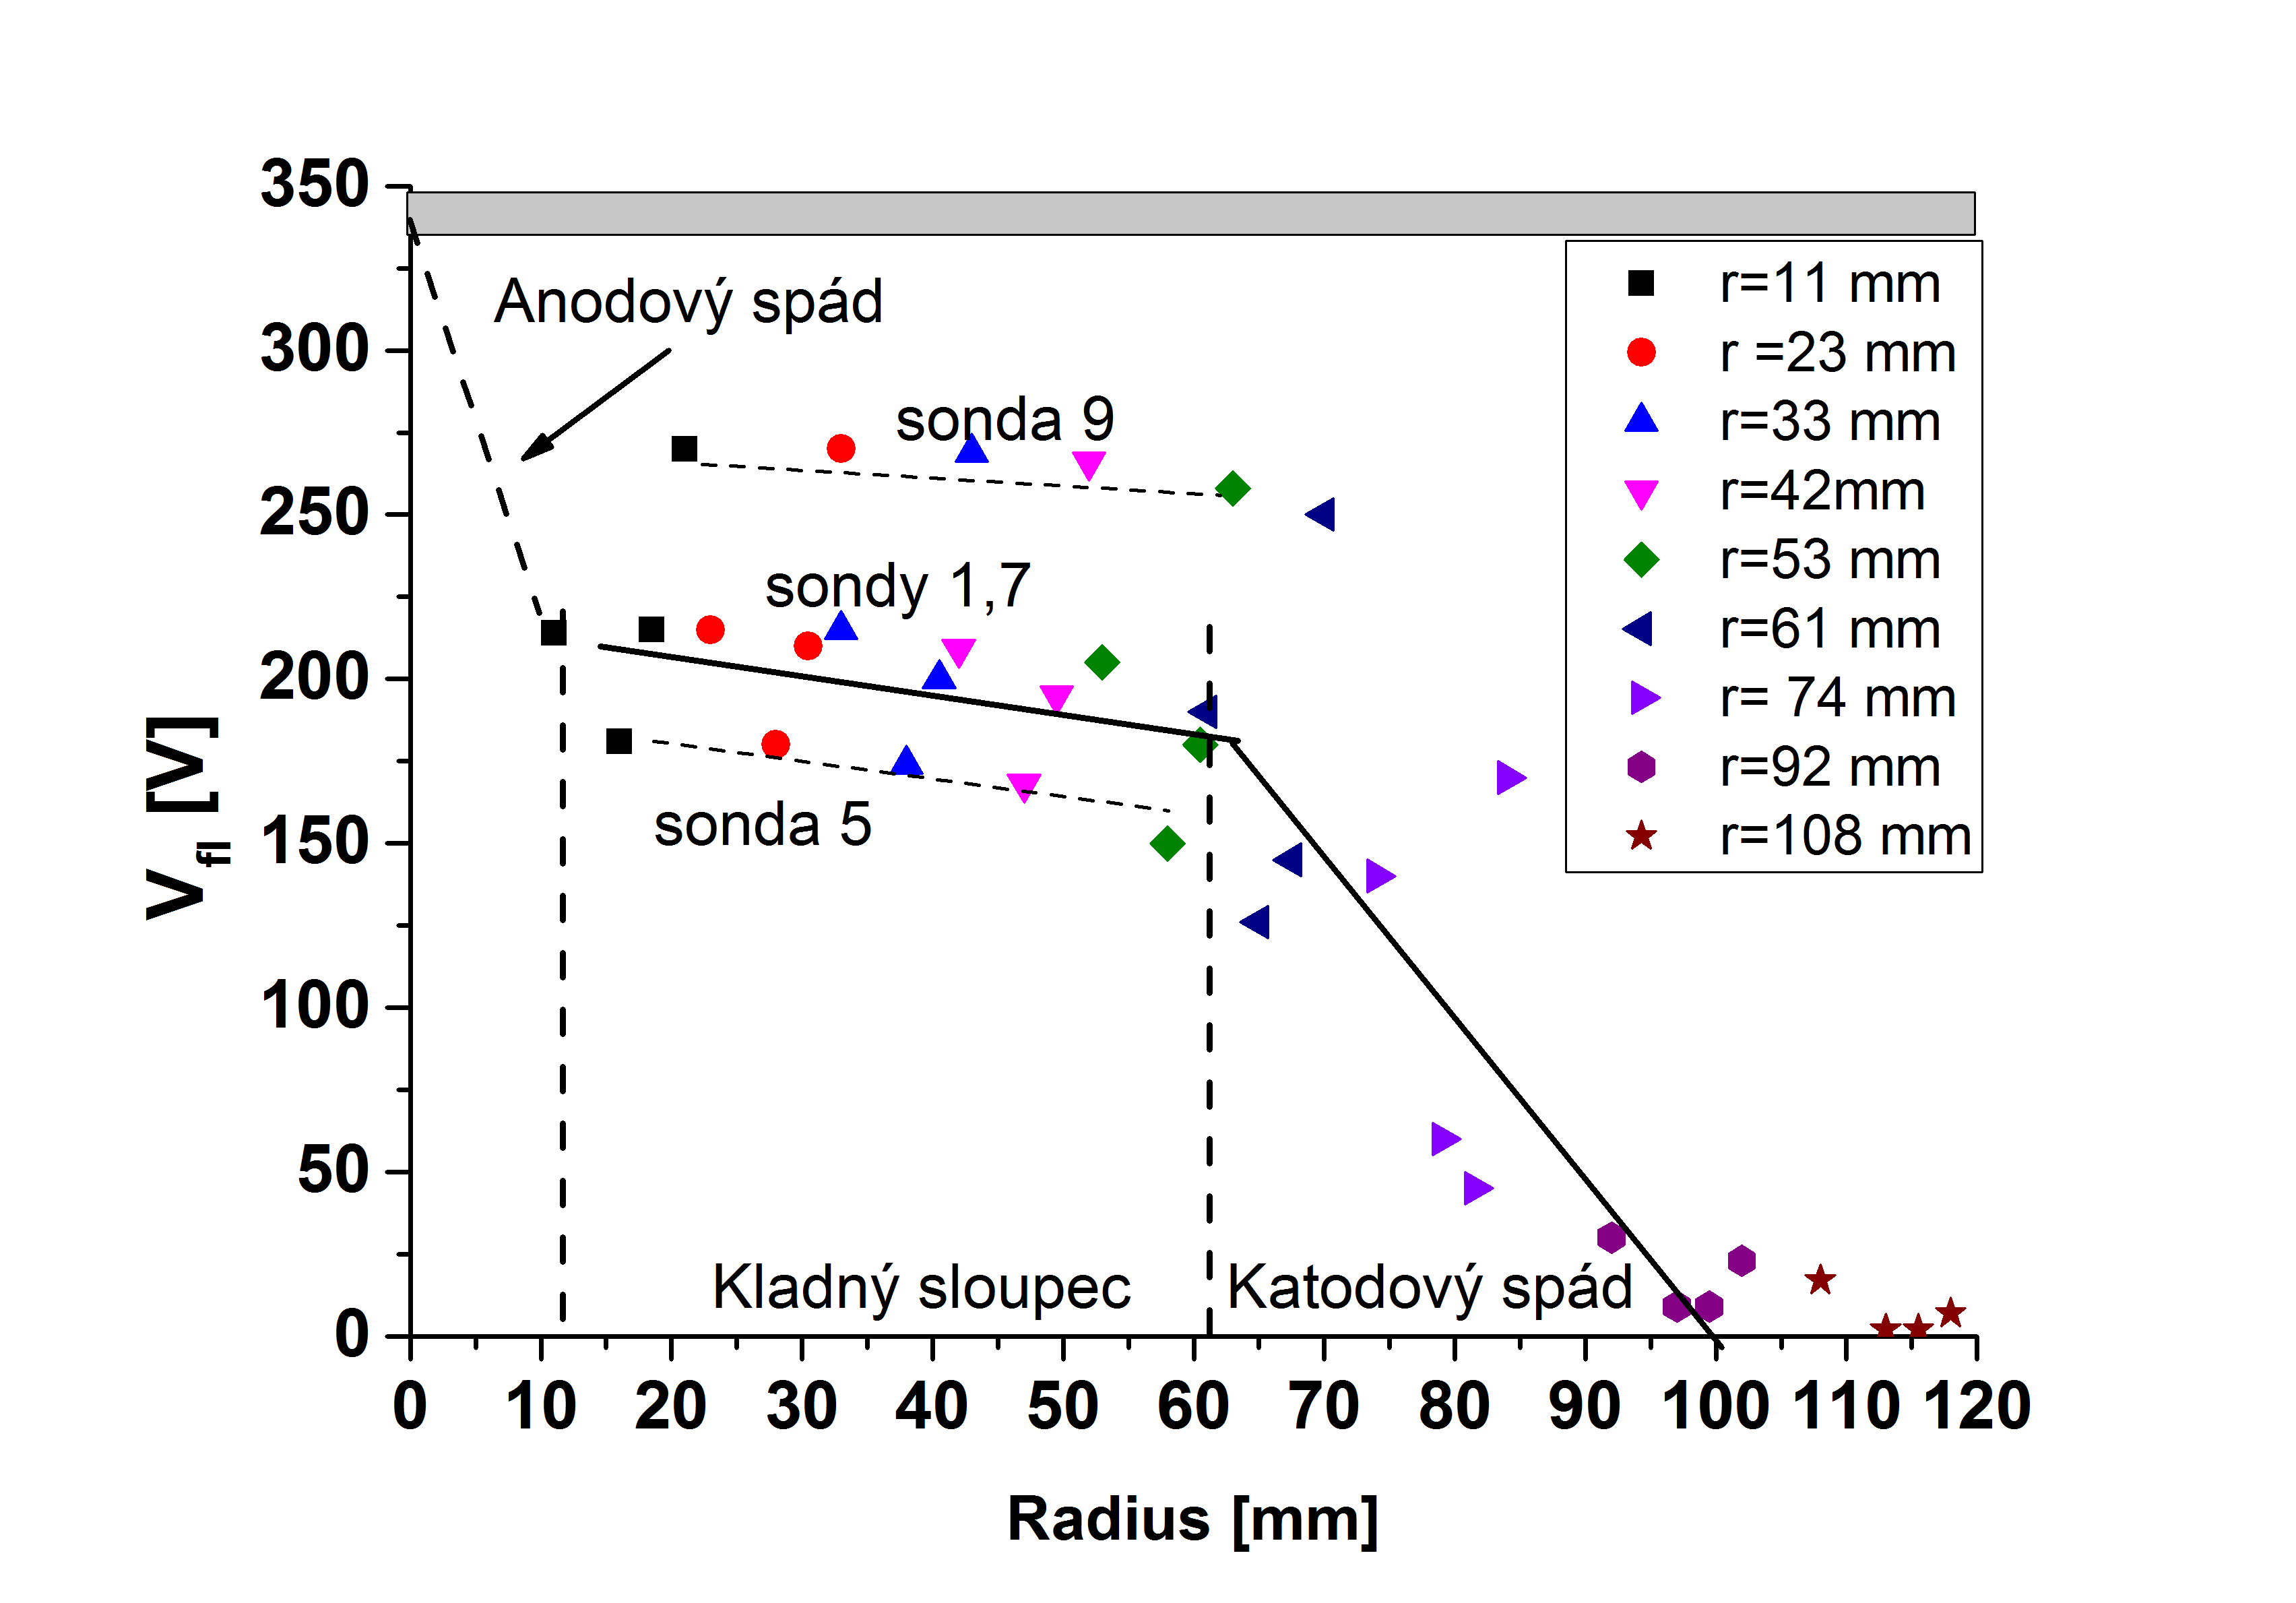 350
300
250
200
150
100
50
0
V_fl [V]
Anodový spád
sonda 9
sondy 1,7
sonda 5
Kladný sloupec
Katodový spád
r=11 mm
r =23 mm
r=33 mm
r=42mm
r=53 mm
r=61 mm
r= 74 mm
r=92 mm
r=108 mm
0 10 20 30 40 50 60 70 80 90 100 110 120
Radius [mm]